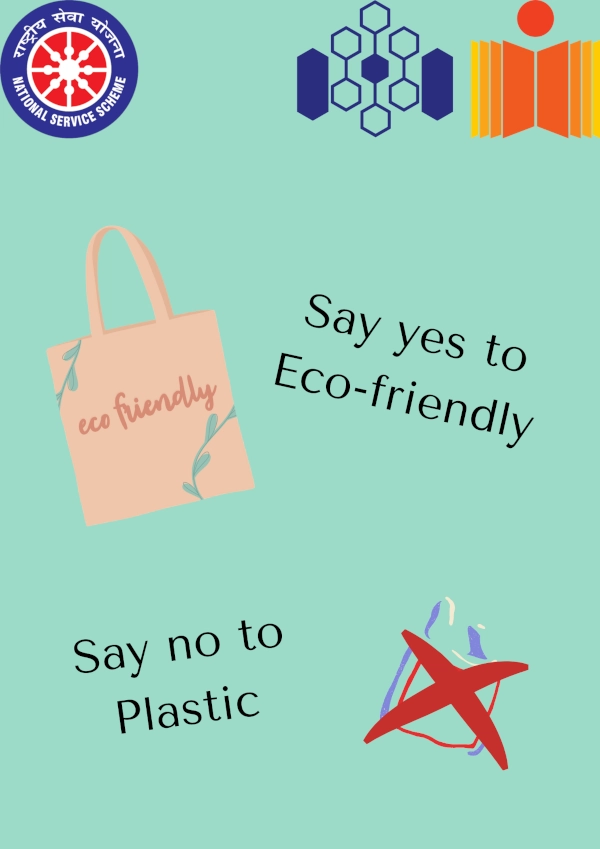 राष्ट्रीय सेवा योजना
NATIONAL SERVICE SCHEME
eco friendly
Say yes to
Eco-friendly
Say no to
Plastic